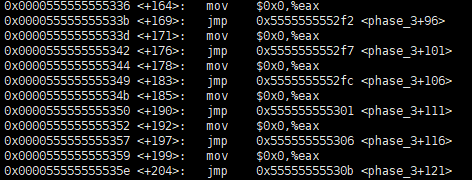 0x0000555555555336 <+164>: mov $0x0,%eax
0x000055555555533b <+169>: jmp 0x5555555552f2 <phase_3+96>
0x000055555555533d <+171>: mov $0x0,%eax
0x0000555555555342 <+176>: jmp 0x5555555552f7 <phase_3+101>
0x0000555555555344 <+178>: mov $0x0,%eax
0x0000555555555349 <+183>: jmp 0x5555555552fc <phase_3+106>
0x000055555555534b <+185>: mov $0x0,%eax
0x0000555555555350 <+190>: jmp 0x555555555301 <phase_3+111>
0x0000555555555352 <+192>: mov $0x0,%eax
0x0000555555555357 <+197>: jmp 0x555555555306 <phase_3+116>
0x0000555555555359 <+199>: mov $0x0,%eax
0x000055555555535e <+204>: jmp 0x55555555530b <phase_3+121>